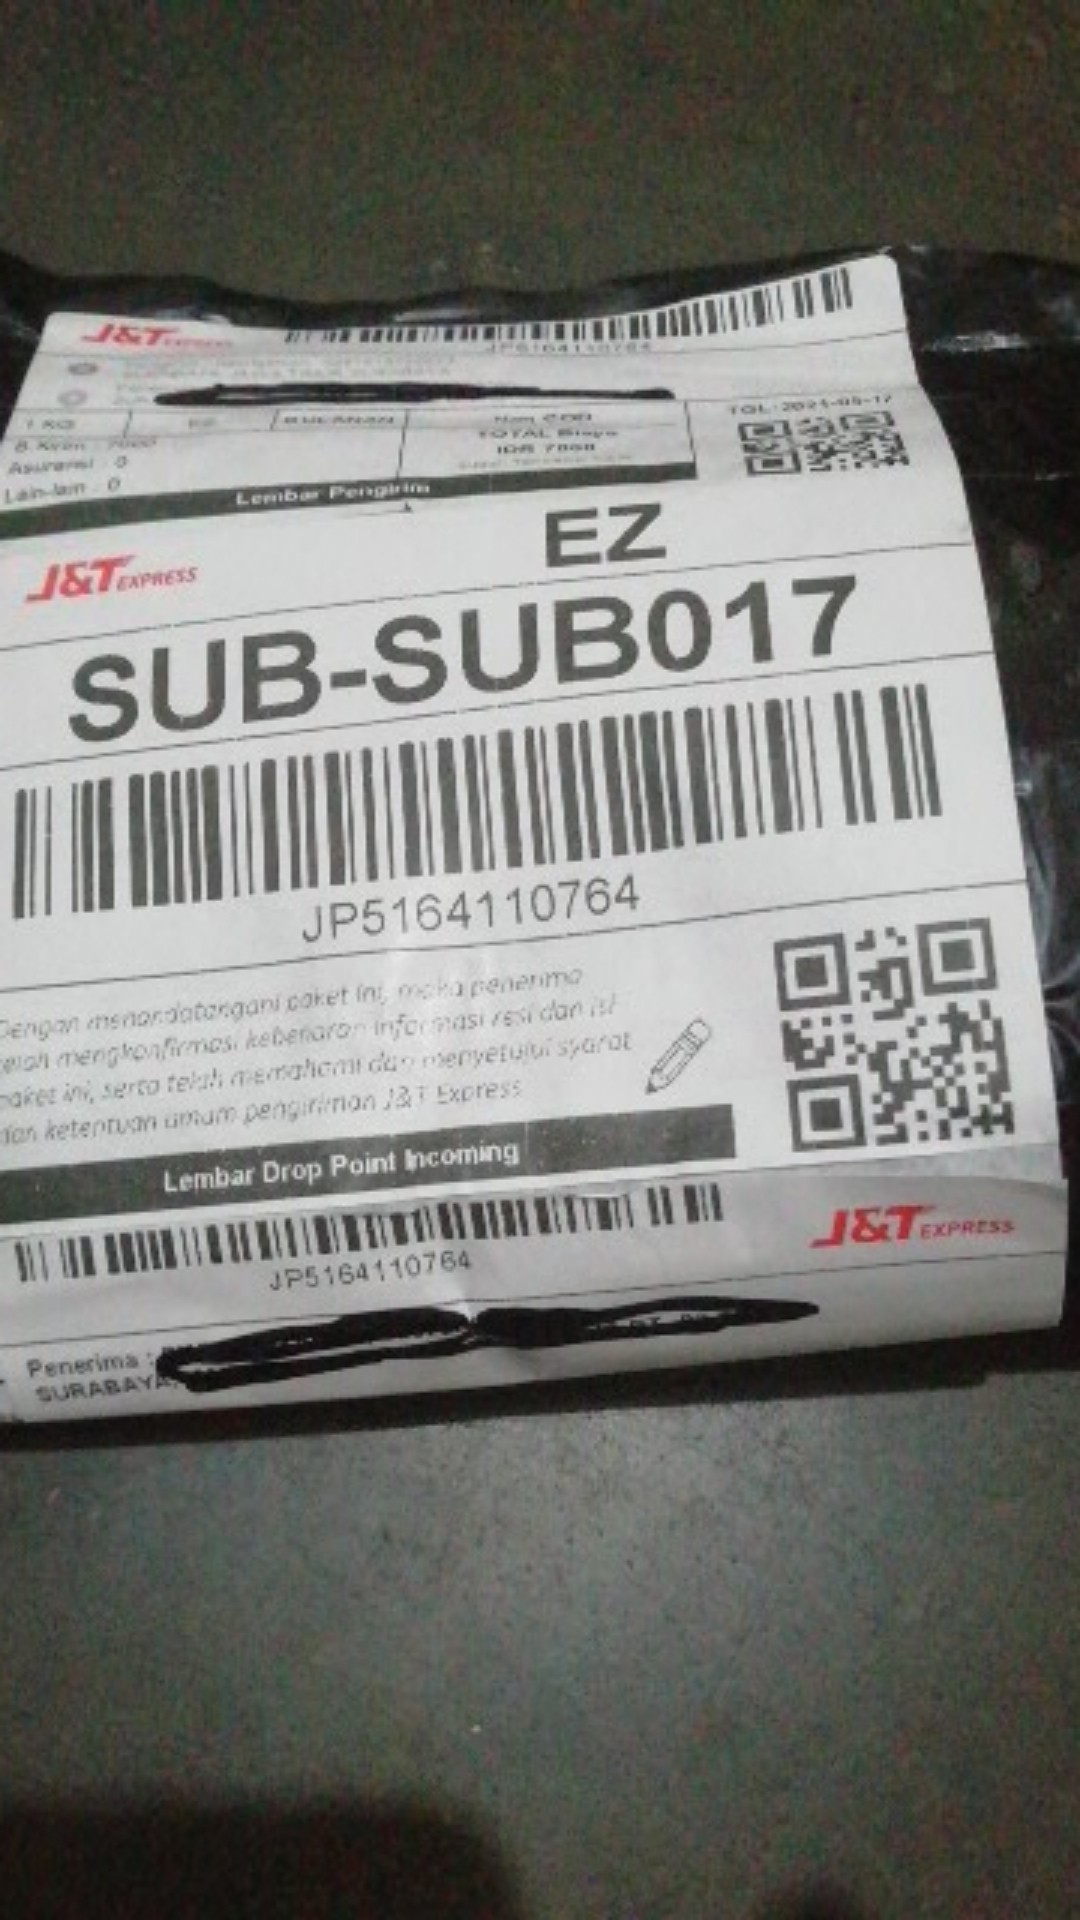 J&T EXPRESS
JP5164110764
1 KG
EZ
BULANAN
Non COD
TOTAL Biaya
IDR 7000
B.Kirim : 7000
Asuransi : 0
Lain-lain : 0
Lembar Pengirim
J&T EXPRESS
EZ
SUB-SUB017
JP5164110764
Dengan menandatangani paket ini, maka penerima
telah mengkonfirmasi kebenaran informasi resi dan isi
paket ini, serta telah memahami dan menyetujui syarat
dan ketentuan umum pengiriman J&T Express
Lembar Drop Point Incoming
JP5164110764
J&T EXPRESS
Penerima :
SURABAYA,